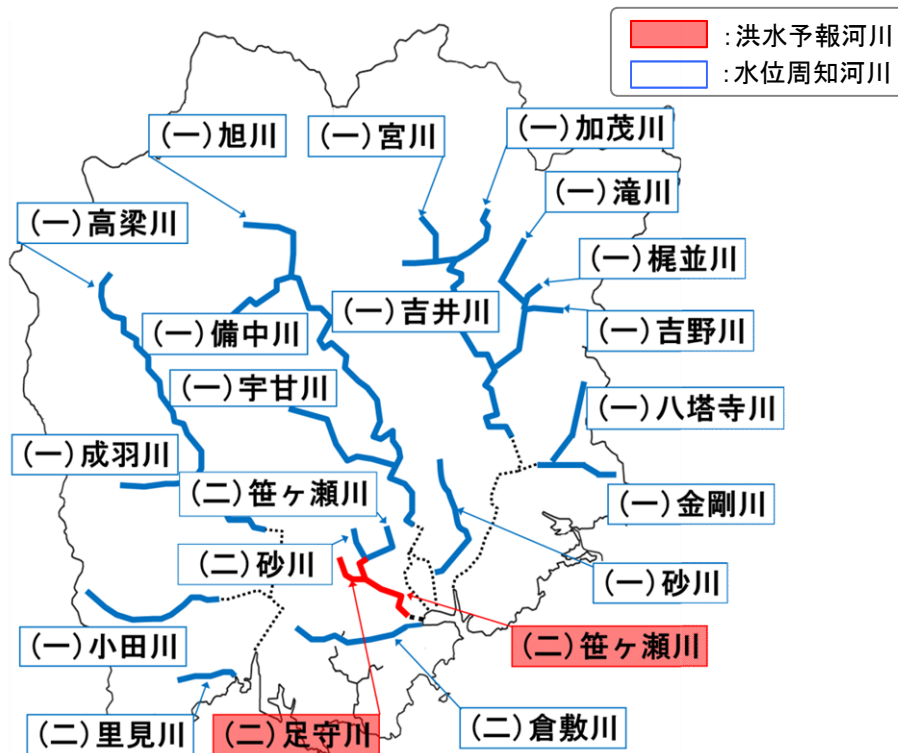 :洪水予報河川
:水位周知河川
(一)旭川
(一)宮川
(一)加茂川
(一)滝川
(一)高梁川
(一)梶並川
(一)備中川
(一)吉井川
(一)吉野川
(一)宇甘川
(一)八塔寺川
(一)成羽川
(二)笹ヶ瀬川
(一)金剛川
(二)砂川
(一)砂川
(一)小田川
(二)笹ヶ瀬川
(二)里見川
(二)足守川
(二)倉敷川